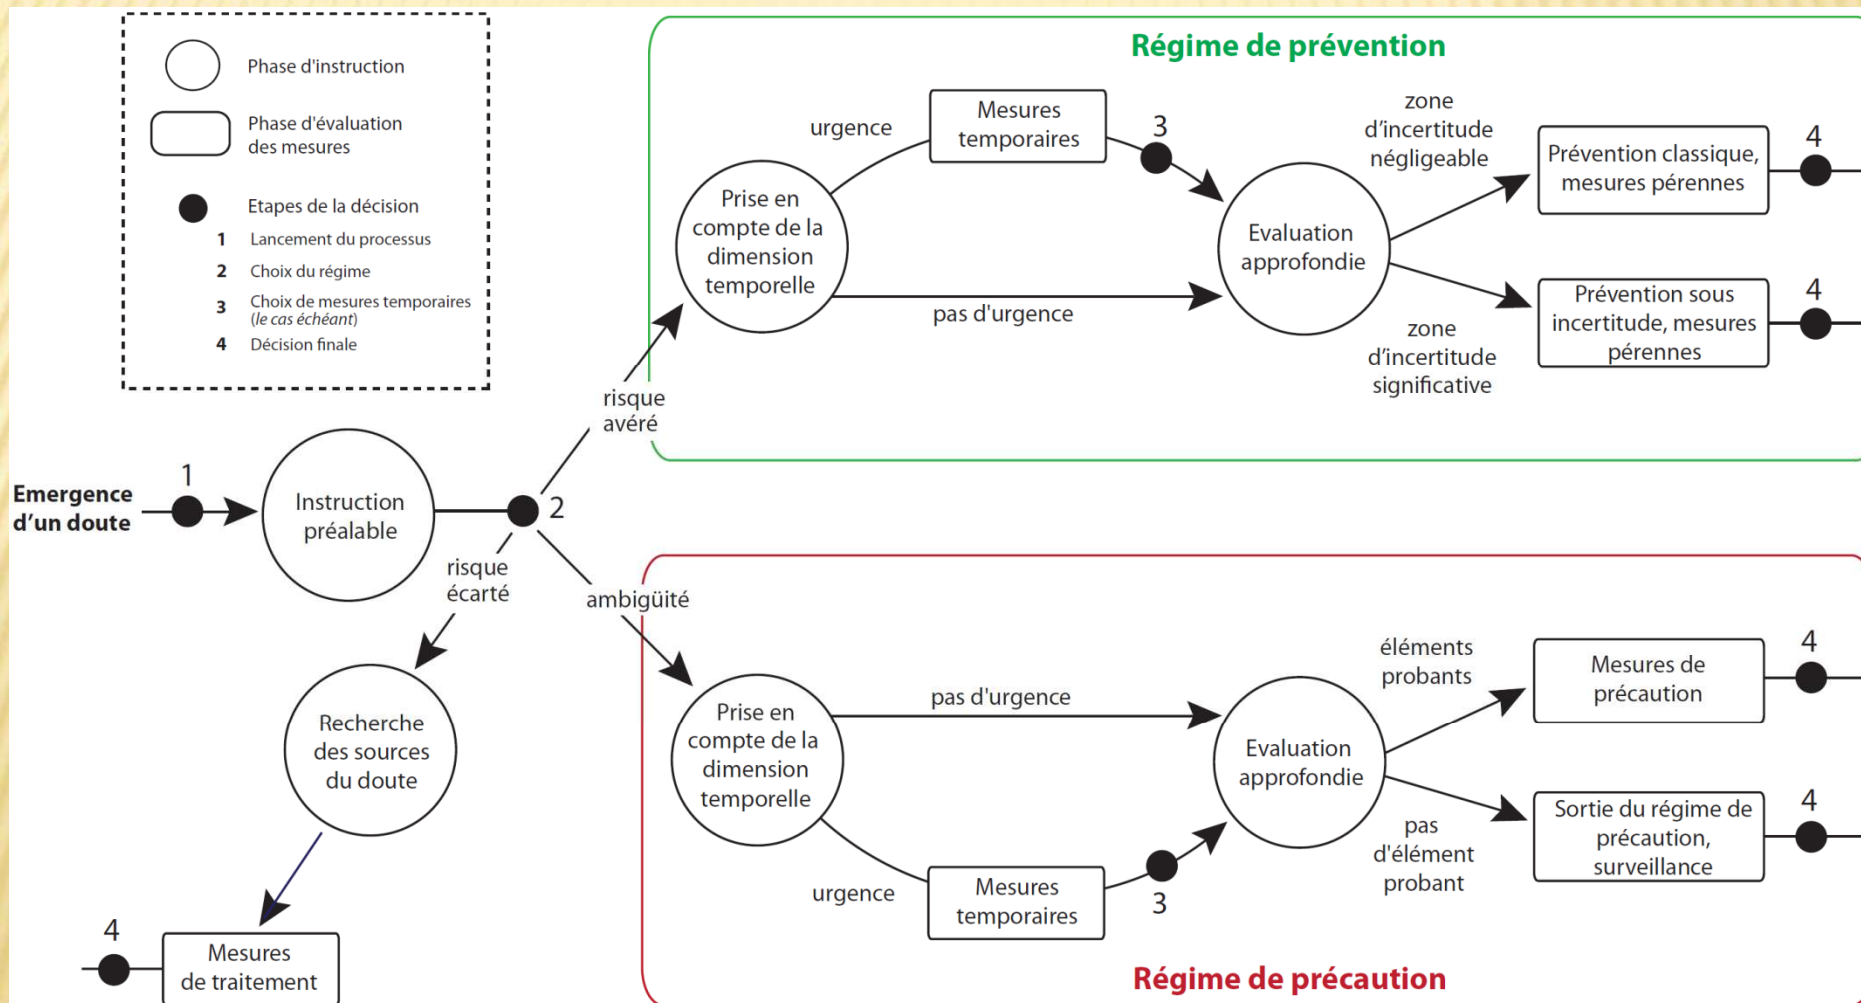 Phase d'instruction
Phase d'évaluation
des mesures
Etapes de la décision
1 Lancement du processus
2 Choix du régime
3 Choix de mesures temporaires
(le cas échéant)
4 Décision finale
Régime de prévention
urgence
Mesures
temporaires
3
Prise en
compte de la
dimension
temporelle
pas d'urgence
Evaluation
approfondie
zone
d'incertitude
négligeable
Prévention classique,
mesures pérennes
4
zone
d'incertitude
significative
Prévention sous
incertitude, mesures
pérennes
4
risque
avéré
Emergence
d'un doute
1
Instruction
préalable
2
risque
écarté
ambigüité
Recherche
des sources
du doute
4
Mesures
de traitement
Prise en
compte de la
dimension
temporelle
pas d'urgence
urgence
Mesures
temporaires
3
Evaluation
approfondie
éléments
probants
Mesures de
précaution
4
pas
d'élément
probant
Sortie du régime de
précaution,
surveillance
4
Régime de précaution